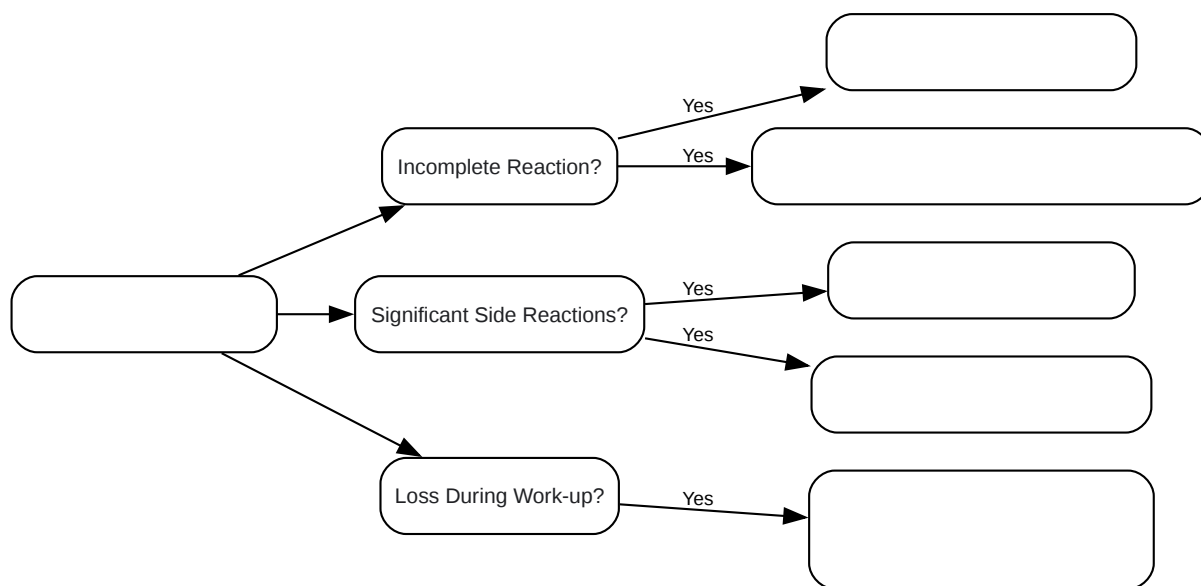 Yes
Incomplete Reaction?
Yes
Significant Side Reactions?
Yes
Yes
Loss During Work-up?
Yes